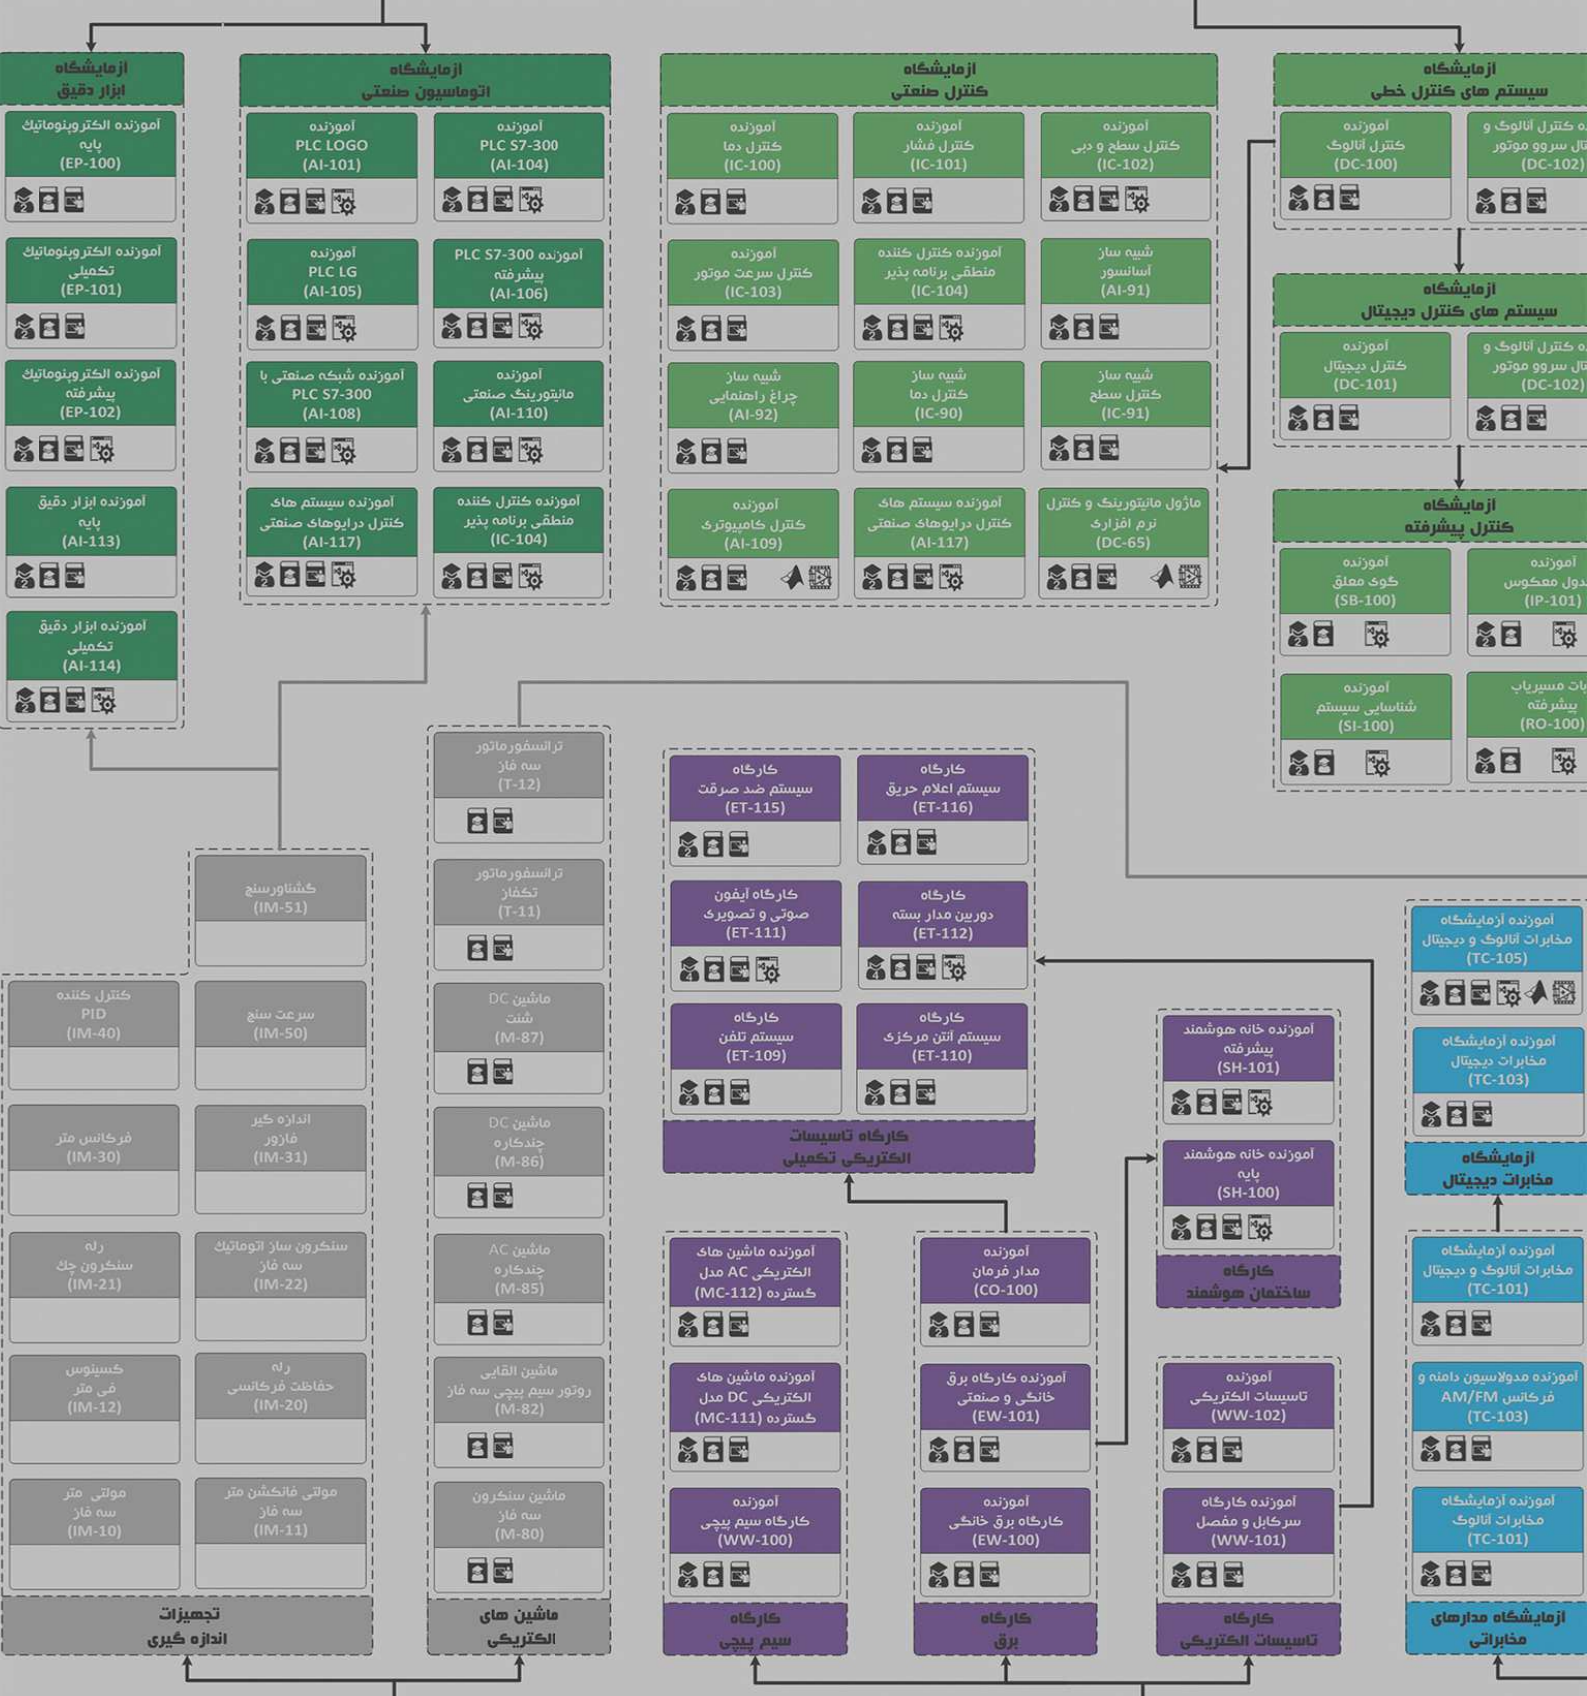 آزمایشگاه
ابزار دقیق
آموزنده الکتروپنوماتیک
پایه
(EP-100)
آموزنده الکتروپنوماتیک
تکمیلی
(EP-101)
آموزنده الکتروپنوماتیک
پیشرفته
(EP-102)
آموزنده ابزار دقیق
پایه
(AI-113)
آموزنده ابزار دقیق
تکمیلی
(AI-114)
آزمایشگاه
اتوماسیون صنعتی
آموزنده
PLC S7-300
(AI-104)
آموزنده
PLC LOGO
(AI-101)
آموزنده PLC S7-300
پیشرفته
(AI-106)
آموزنده
PLC LG
(AI-105)
آموزنده
مانیتورینگ صنعتی
(AI-110)
آموزنده شبکه صنعتی با
PLC S7-300
(AI-108)
آموزنده کنترل کننده
منطقی برنامه پذیر
(IC-104)
آموزنده سیستم های
کنترل درایوهای صنعتی
(AI-117)
آزمایشگاه
کنترل صنعتی
آموزنده
کنترل سطح و دبی
(IC-102)
آموزنده
کنترل فشار
(IC-101)
آموزنده
کنترل دما
(IC-100)
شبیه ساز
آسانسور
(AI-91)
آموزنده کنترل کننده
منطقی برنامه پذیر
(IC-104)
آموزنده
کنترل سرعت موتور
(IC-103)
شبیه ساز
کنترل سطح
(IC-91)
شبیه ساز
کنترل دما
(IC-90)
شبیه ساز
چراغ راهنمایی
(AI-92)
ماژول مانیتورینگ و کنترل
نرم افزاری
(DC-65)
آموزنده سیستم های
کنترل درایوهای صنعتی
(AI-117)
آموزنده
کنترل کامپیوتری
(AI-109)
آزمایشگاه
سیستم های کنترل خطی
کنترل آنالوگ و
سروو موتور
(DC-102)
آموزنده
کنترل آنالوگ
(DC-100)
آزمایشگاه
سیستم های کنترل دیجیتال
کنترل آنالوگ و
سروو موتور
(DC-102)
آموزنده
کنترل دیجیتال
(DC-101)
آزمایشگاه
کنترل پیشرفته
آموزنده
معکوس
(IP-101)
آموزنده
گوی معلق
(SB-100)
مسیریاب
پیشرفته
(RO-100)
آموزنده
شناسایی سیستم
(SI-100)
ترانسفورماتور
سه فاز
(T-12)
ترانسفورماتور
تکفاز
(T-11)
ماشین DC
شنت
(M-87)
ماشین DC
چندکاره
(M-86)
ماشین AC
چندکاره
(M-85)
ماشین القایی
روتور سیم پیچی سه فاز
(M-82)
ماشین سنکرون
سه فاز
(M-80)
ماشین های
الکتریکی
گشتاورسنج
(IM-51)
سرعت سنج
(IM-50)
کنترل کننده
PID
(IM-40)
اندازه گیر
فازور
(IM-31)
فرکانس متر
(IM-30)
سنکرون ساز اتوماتیک
سه فاز
(IM-22)
رله
سنکرون چک
(IM-21)
رله
حفاظت فرکانسی
(IM-20)
کسینوس
فی متر
(IM-12)
مولتی فانکشن متر
سه فاز
(IM-11)
مولتی متر
سه فاز
(IM-10)
تجهیزات
اندازه گیری
کارگاه
سیستم اعلام حریق
(ET-116)
کارگاه
سیستم ضد صرقت
(ET-115)
کارگاه
دوربین مدار بسته
(ET-112)
کارگاه آیفون
صوتی و تصویری
(ET-111)
کارگاه
سیستم آنتن مرکزی
(ET-110)
کارگاه
سیستم تلفن
(ET-109)
کارگاه تاسیسات
الکتریکی تکمیلی
آموزنده ماشین های
الکتریکی AC مدل
گسترده (MC-112)
آموزنده ماشین های
الکتریکی DC مدل
گسترده (MC-111)
آموزنده
کارگاه سیم پیچی
(WW-100)
کارگاه
سیم پیچی
آموزنده
مدار فرمان
(CO-100)
آموزنده کارگاه برق
خانگی و صنعتی
(EW-101)
آموزنده
کارگاه برق خانگی
(EW-100)
کارگاه
برق
آموزنده خانه هوشمند
پیشرفته
(SH-101)
آموزنده خانه هوشمند
پایه
(SH-100)
کارگاه
ساختمان هوشمند
آموزنده
تاسیسات الکتریکی
(WW-102)
آموزنده کارگاه
سرکابل و مفصل
(WW-101)
کارگاه
تاسیسات الکتریکی
آموزنده آزمایشگاه
مخابرات آنالوگ و دیجیتال
(TC-105)
آموزنده آزمایشگاه
مخابرات دیجیتال
(TC-103)
آزمایشگاه
مخابرات دیجیتال
آموزنده آزمایشگاه
مخابرات آنالوگ و دیجیتال
(TC-101)
آموزنده مدولاسیون دامنه و
فرکانس AM/FM
(TC-103)
آموزنده آزمایشگاه
مخابرات آنالوگ
(TC-101)
آزمایشگاه مدارهای
مخابراتی